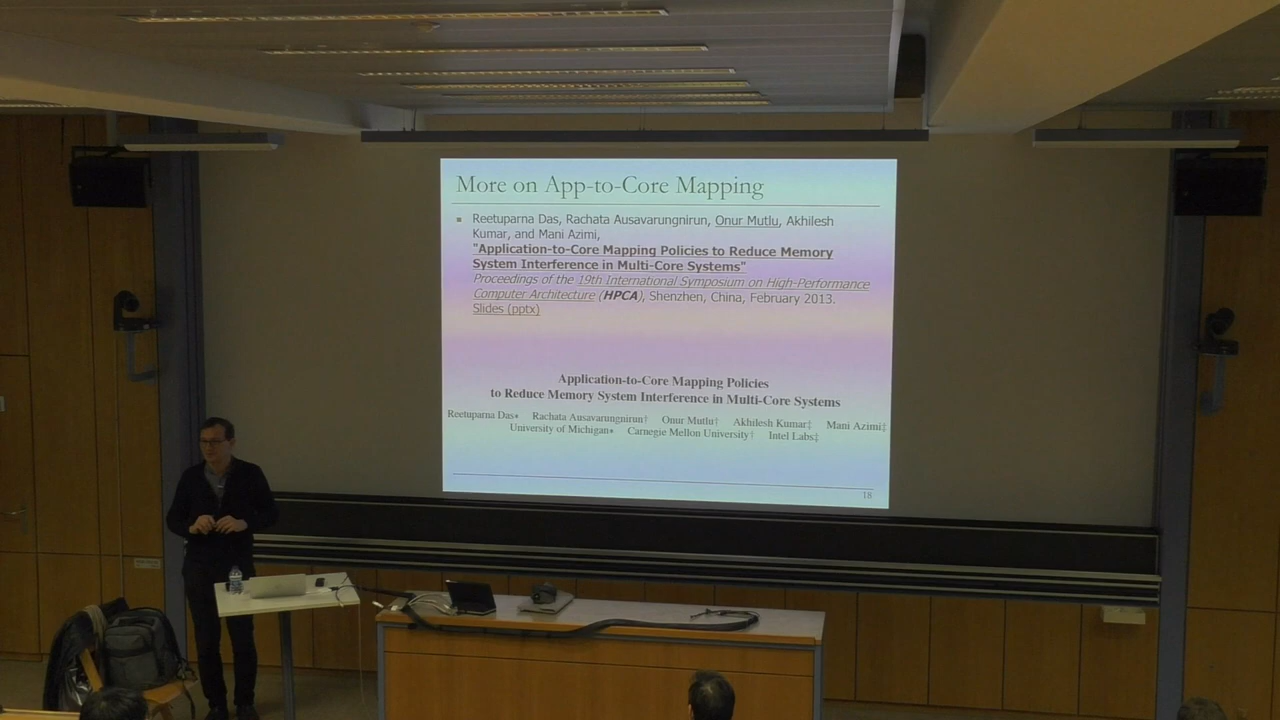 More on App-to-Core Mapping
Reetuparna Das, Rachata Ausavarungnirun, Onur Mutlu, Akhilesh
Kumar, and Mani Azimi,
"Application-to-Core Mapping Policies to Reduce Memory
System Interference in Multi-Core Systems"
Proceedings of the 19th International Symposium on High-Performance
Computer Architecture (HPCA), Shenzhen, China, February 2013.
Slides (pptx)
Application-to-Core Mapping Policies
to Reduce Memory System Interference in Multi-Core Systems
Reetuparna Das* Rachata Ausavarungnirun† Onur Mutlu† Akhilesh Kumar‡ Mani Azimi‡
University of Michigan* Carnegie Mellon University† Intel Labs‡
18